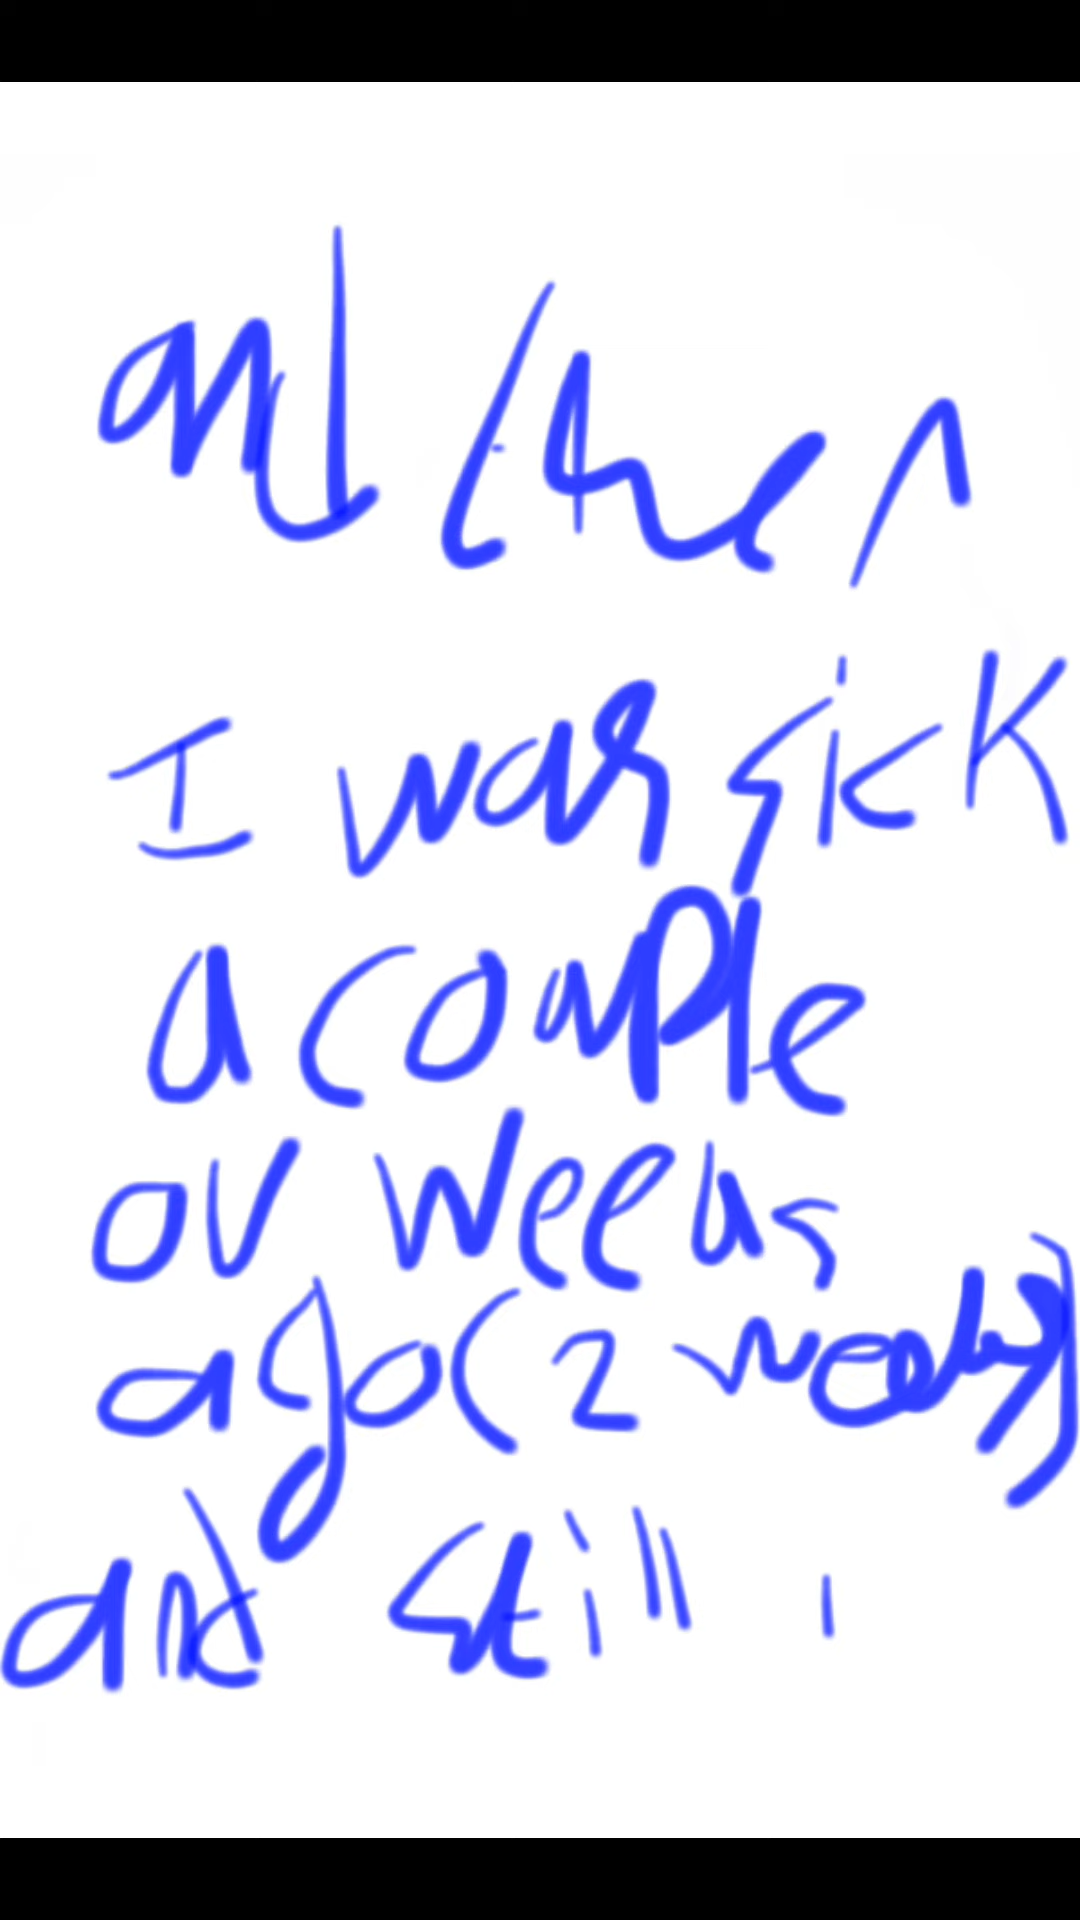 and then
I was sick
a couple
ov weeks
ago (2 weeks)
and still i